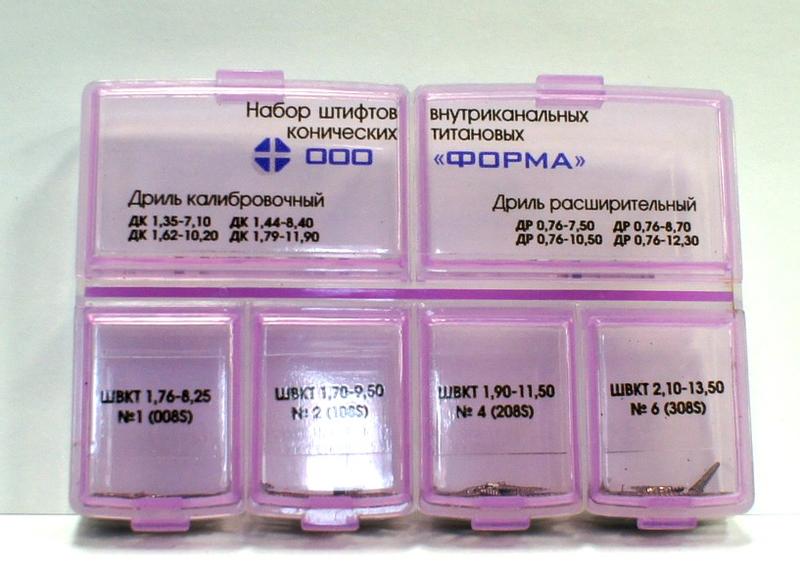 Набор штифтов внутриканальных
конических титановых
ООО «ФОРМА»
Дриль калибровочный
ДК 1,35-7,10 ДК 1,44-8,40
ДК 1,62-10,20 ДК 1,79-11,90
Дриль расширительный
ДР 0,76-7,50 ДР 0,76-8,70
ДР 0,76-10,50 ДР 0,76-12,30
ШВКТ 1,76-8,25
№1 (008S)
ШВКТ 1,70-9,50
№ 2 (108S)
ШВКТ 1,90-11,50
№ 4 (208S)
ШВКТ 2,10-13,50
№ 6 (308S)